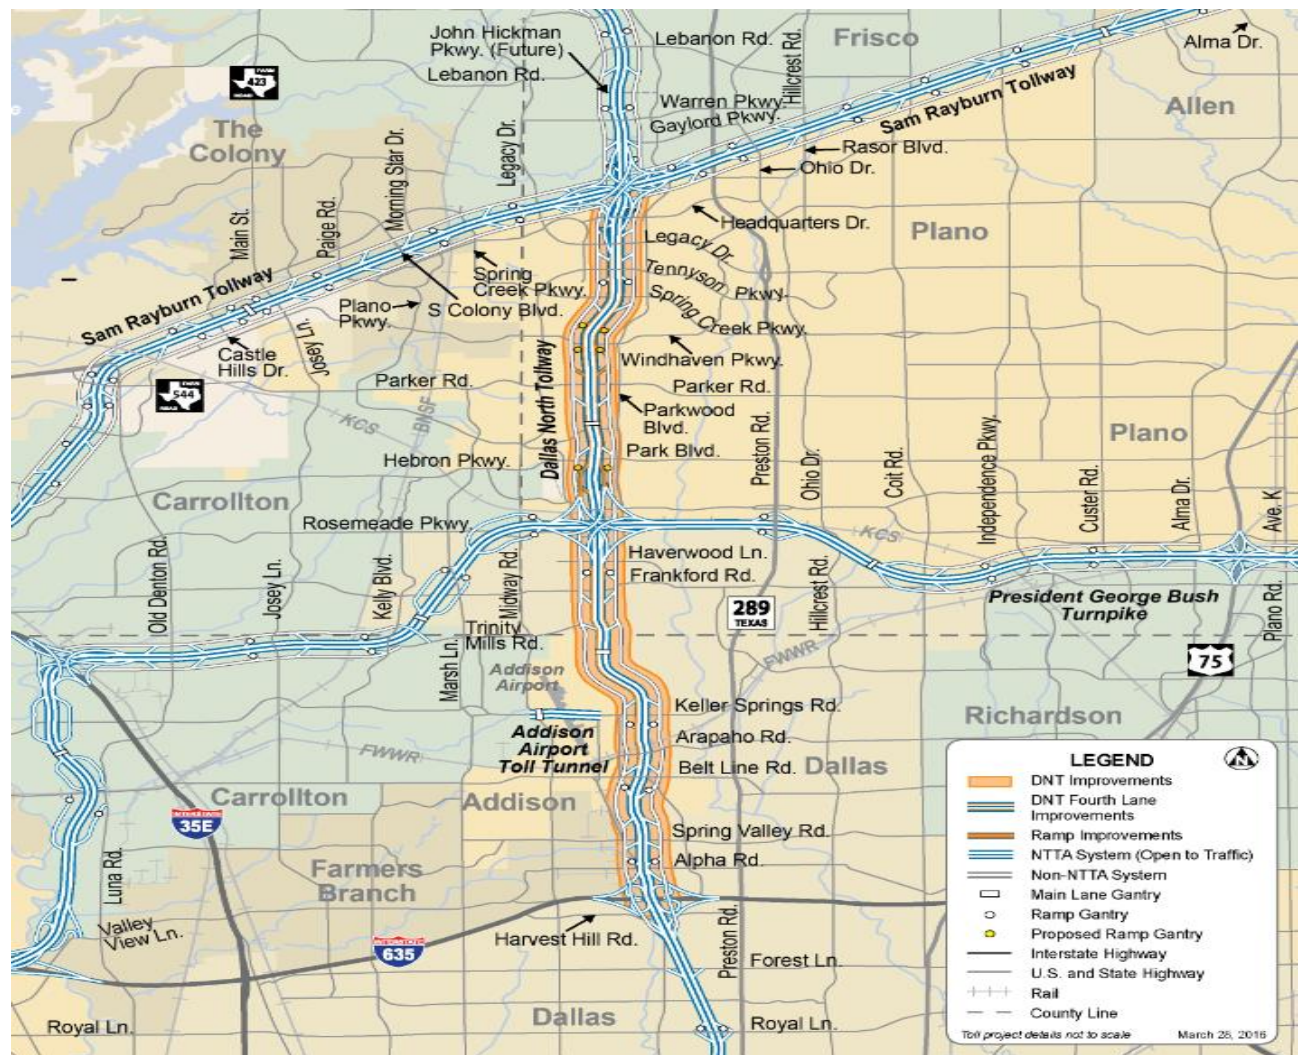 John Hickman
Pkwy. (Future)
Lebanon Rd.
Lebanon Rd.
Hillcrest Rd.
Frisco
Alma Dr.
423
The
Colony
Warren Pkwy.
Gaylord Pkwy.
Sam Rayburn Tollway
Allen
Rasor Blvd.
Ohio Dr.
Legacy Dr.
Morning Star Dr.
Paige Rd.
Main St.
Headquarters Dr.
Plano
Legacy Dr.
Tennyson Pkwy.
Spring Creek Pkwy.
Spring
Creek Pkwy.
S Colony Blvd.
Plano
Pkwy.
Sam Rayburn Tollway
Castle
Hills Dr.
Josey Ln.
Windhaven Pkwy.
Dallas North Tollway
544
Parker Rd.
Parker Rd.
Parkwood
Blvd.
KCS
BNSF
Park Blvd.
Hebron Pkwy.
Preston Rd.
Ohio Dr.
Coit Rd.
Independence Pkwy.
Custer Rd.
Plano
Alma Dr.
Ave. K
Carrollton
Rosemeade Pkwy.
KCS
Haverwood Ln.
Frankford Rd.
Old Denton Rd.
Josey Ln.
Kelly Blvd.
Midway Rd.
289
TEXAS
Hillcrest Rd.
President George Bush
Turnpike
Plano Rd.
Trinity
Mills Rd.
Marsh Ln.
Addison
Airport
FWWR
75
Keller Springs Rd.
Richardson
Addison
Airport
Toll Tunnel
Arapaho Rd.
FWWR
Belt Line Rd.
Dallas
Carrollton
Addison
INTERSTATE
35E
Spring Valley Rd.
Alpha Rd.
Farmers
Branch
Luna Rd.
Valley
View Ln.
INTERSTATE
635
Harvest Hill Rd.
Preston Rd.
Forest Ln.
Royal Ln.
Dallas
Royal Ln.
LEGEND
N
DNT Improvements
DNT Fourth Lane
Improvements
Ramp Improvements
NTTA System (Open to Traffic)
Non-NTTA System
Main Lane Gantry
Ramp Gantry
Proposed Ramp Gantry
Interstate Highway
U.S. and State Highway
Rail
County Line
Toll project details not to scale
March 28, 2016